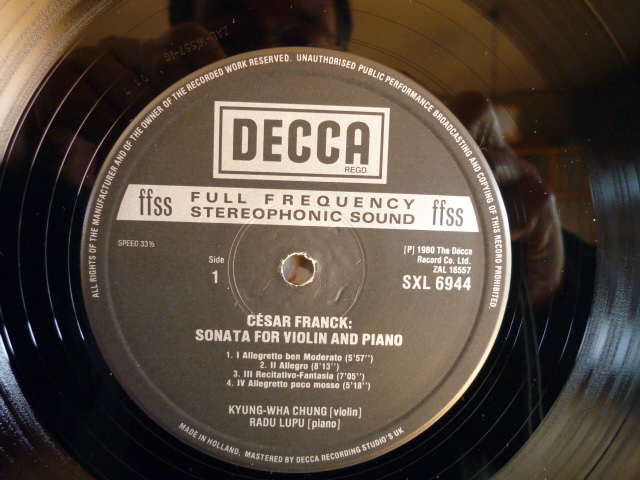 ALL RIGHTS OF THE MANUFACTURER AND OF THE OWNER OF THE RECORDED WORK RESERVED. UNAUTHORISED PUBLIC PERFORMANCE BROADCASTING AND COPYING OF THIS RECORD PROHIBITED.
DECCA
REGD.
ffss FULL FREQUENCY STEREOPHONIC SOUND ffss
SPEED 33⅓
Side
1
[P] 1980 The Decca
Record Co. Ltd.
ZAL 16557
SXL 6944
CÉSAR FRANCK:
SONATA FOR VIOLIN AND PIANO
1. I Allegretto ben Moderato (5'57'')
2. II Allegro (8'13'')
3. III Recitativo-Fantasia (7'05'')
4. IV Allegretto poco mosso (5'18'')
KYUNG-WHA CHUNG [violin]
RADU LUPU [piano]
MADE IN HOLLAND. MASTERED BY DECCA RECORDING STUDIO'S UK